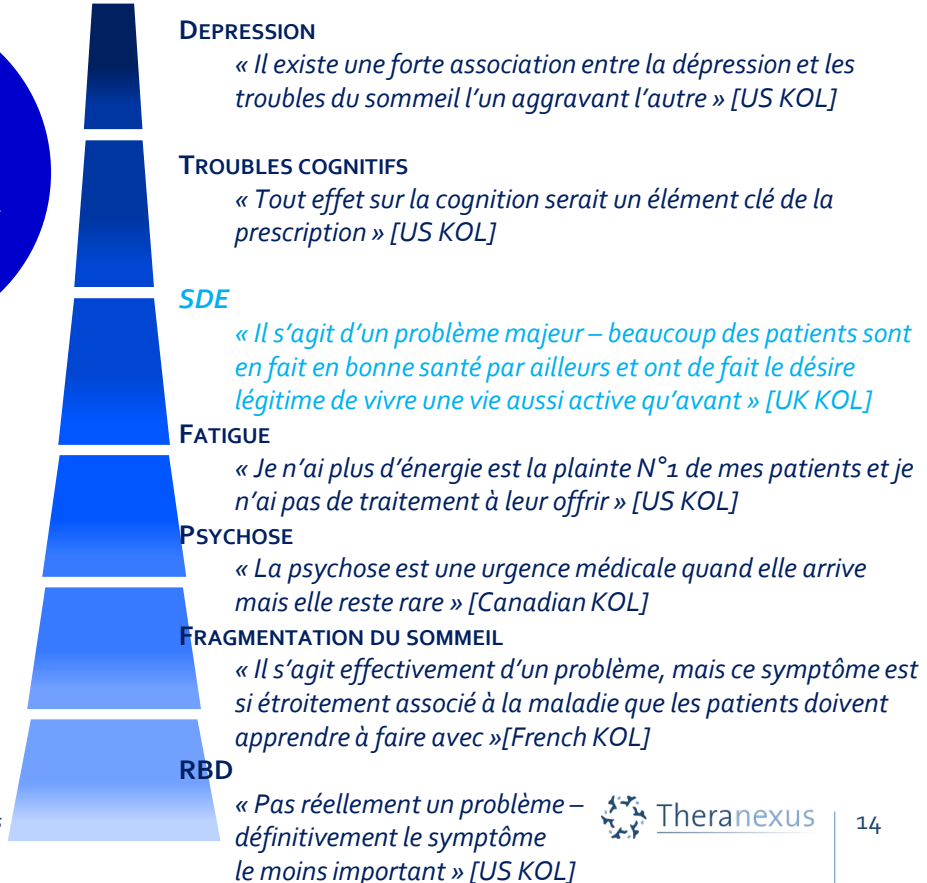 DEPRESSION
« Il existe une forte association entre la dépression et les
troubles du sommeil l’un aggravant l’autre » [US KOL]
TROUBLES COGNITIFS
« Tout effet sur la cognition serait un élément clé de la
prescription » [US KOL]
SDE
« Il s’agit d’un problème majeur – beaucoup des patients sont
en fait en bonne santé par ailleurs et ont de fait le désire
légitime de vivre une vie aussi active qu’avant » [UK KOL]
FATIGUE
« Je n’ai plus d’énergie est la plainte N°1 de mes patients et je
n’ai pas de traitement à leur offrir » [US KOL]
PSYCHOSE
« La psychose est une urgence médicale quand elle arrive
mais elle reste rare » [Canadian KOL]
FRAGMENTATION DU SOMMEIL
« Il s’agit effectivement d’un problème, mais ce symptôme est
si étroitement associé à la maladie que les patients doivent
apprendre à faire avec »[French KOL]
RBD
« Pas réellement un problème –
définitivement le symptôme
le moins important » [US KOL]
Theranexus
14